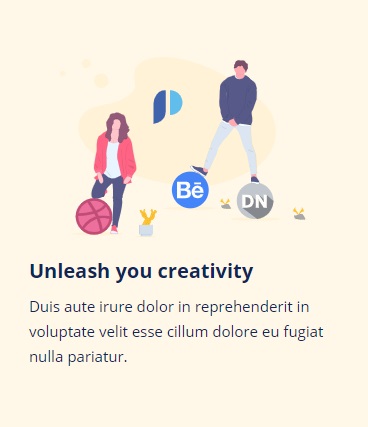 Bē
DN
Unleash you creativity
Duis aute irure dolor in reprehenderit in
voluptate velit esse cillum dolore eu fugiat
nulla pariatur.